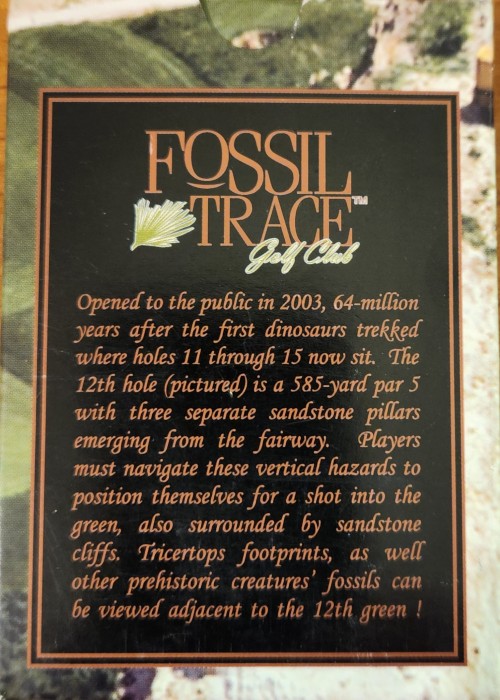 FOSSIL
TRACE™
Golf Club
Opened to the public in 2003, 64-million
years after the first dinosaurs trekked
where holes 11 through 15 now sit. The
12th hole (pictured) is a 585-yard par 5
with three separate sandstone pillars
emerging from the fairway. Players
must navigate these vertical hazards to
position themselves for a shot into the
green, also surrounded by sandstone
cliffs. Tricertops footprints, as well
other prehistoric creatures' fossils can
be viewed adjacent to the 12th green !